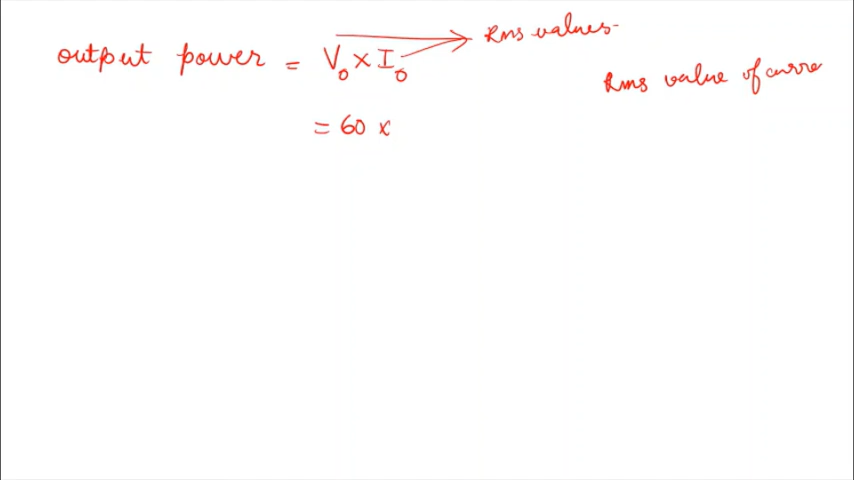 output power = V₀ × I₀ Rms values.
Rms value of curre
= 60 ×